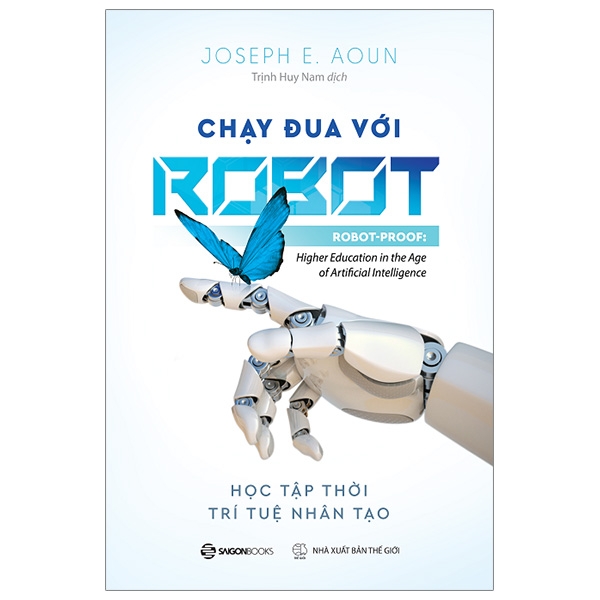 JOSEPH E. AOUN
Trịnh Huy Nam dịch
CHẠY ĐUA VỚI
ROBOT
ROBOT-PROOF:
Higher Education in the Age
of Artificial Intelligence
HỌC TẬP THỜI
TRÍ TUỆ NHÂN TẠO
SAIGONBOOKS
NHÀ XUẤT BẢN THẾ GIỚI